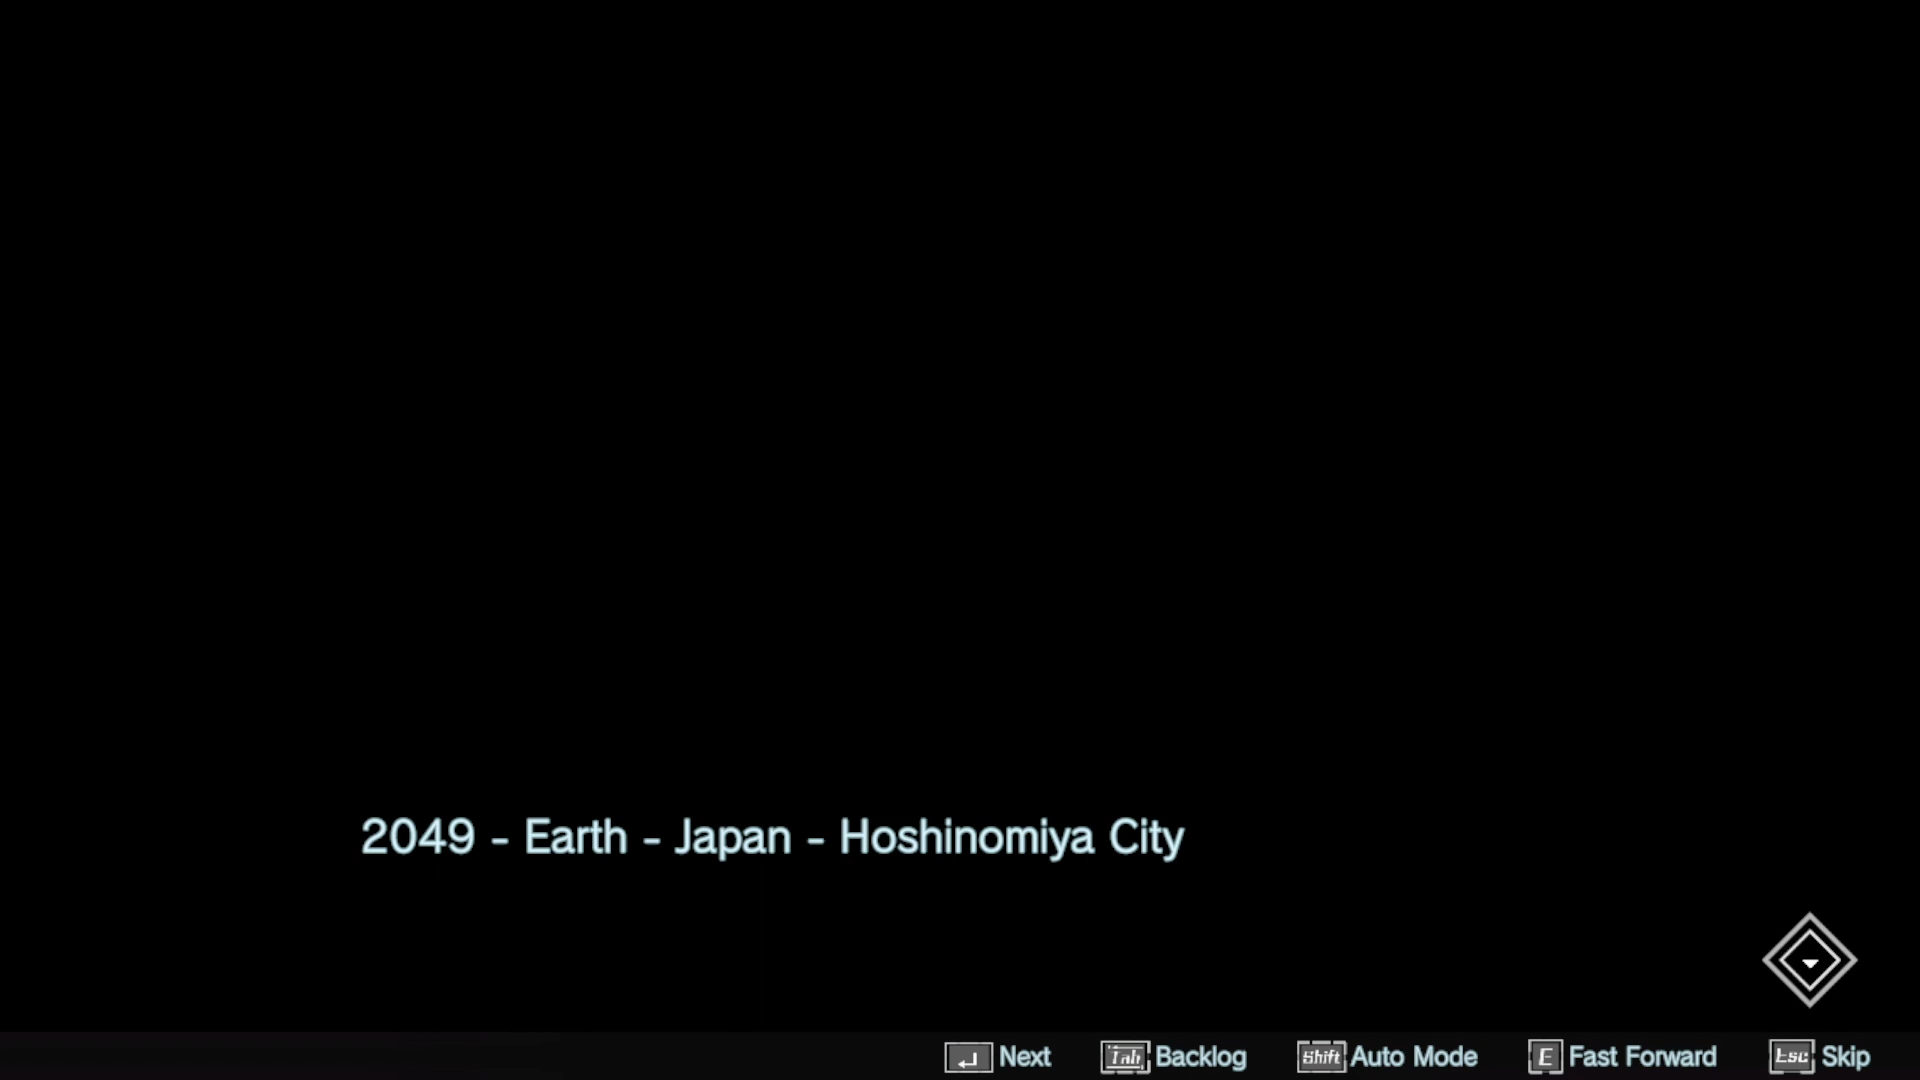 2049 - Earth - Japan - Hoshinomiya City
Next Tab Backlog Shift Auto Mode E Fast Forward Esc Skip